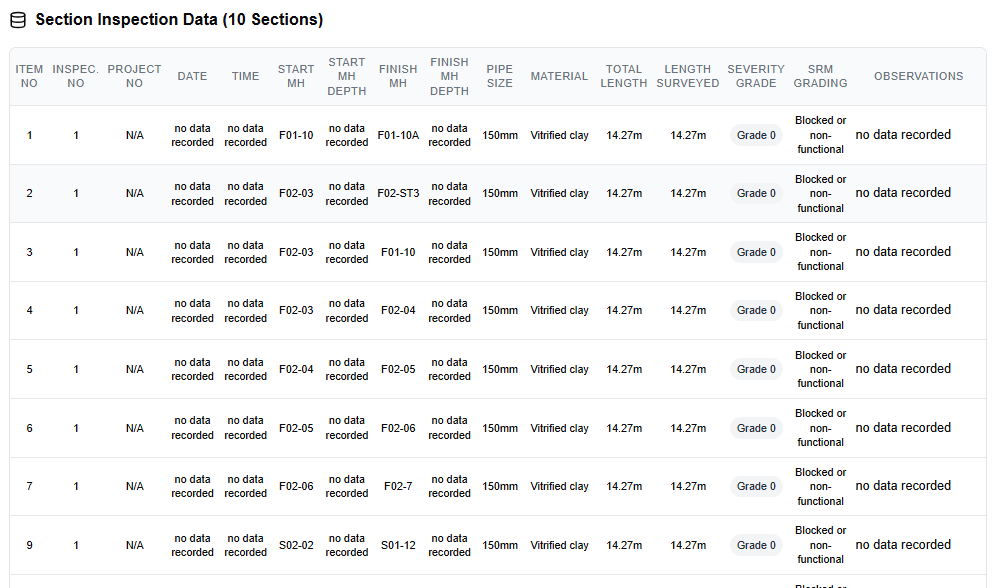 Section Inspection Data (10 Sections)
ITEM NO INSPEC. NO PROJECT NO DATE TIME START MH START MH DEPTH FINISH MH FINISH MH DEPTH PIPE SIZE MATERIAL TOTAL LENGTH LENGTH SURVEYED SEVERITY GRADE SRM GRADING OBSERVATIONS
1 1 N/A no data recorded no data recorded F01-10 no data recorded F01-10A no data recorded 150mm Vitrified clay 14.27m 14.27m Grade 0 Blocked or non-functional no data recorded
2 1 N/A no data recorded no data recorded F02-03 no data recorded F02-ST3 no data recorded 150mm Vitrified clay 14.27m 14.27m Grade 0 Blocked or non-functional no data recorded
3 1 N/A no data recorded no data recorded F02-03 no data recorded F01-10 no data recorded 150mm Vitrified clay 14.27m 14.27m Grade 0 Blocked or non-functional no data recorded
4 1 N/A no data recorded no data recorded F02-03 no data recorded F02-04 no data recorded 150mm Vitrified clay 14.27m 14.27m Grade 0 Blocked or non-functional no data recorded
5 1 N/A no data recorded no data recorded F02-04 no data recorded F02-05 no data recorded 150mm Vitrified clay 14.27m 14.27m Grade 0 Blocked or non-functional no data recorded
6 1 N/A no data recorded no data recorded F02-05 no data recorded F02-06 no data recorded 150mm Vitrified clay 14.27m 14.27m Grade 0 Blocked or non-functional no data recorded
7 1 N/A no data recorded no data recorded F02-06 no data recorded F02-7 no data recorded 150mm Vitrified clay 14.27m 14.27m Grade 0 Blocked or non-functional no data recorded
9 1 N/A no data recorded no data recorded S02-02 no data recorded S01-12 no data recorded 150mm Vitrified clay 14.27m 14.27m Grade 0 Blocked or non-functional no data recorded